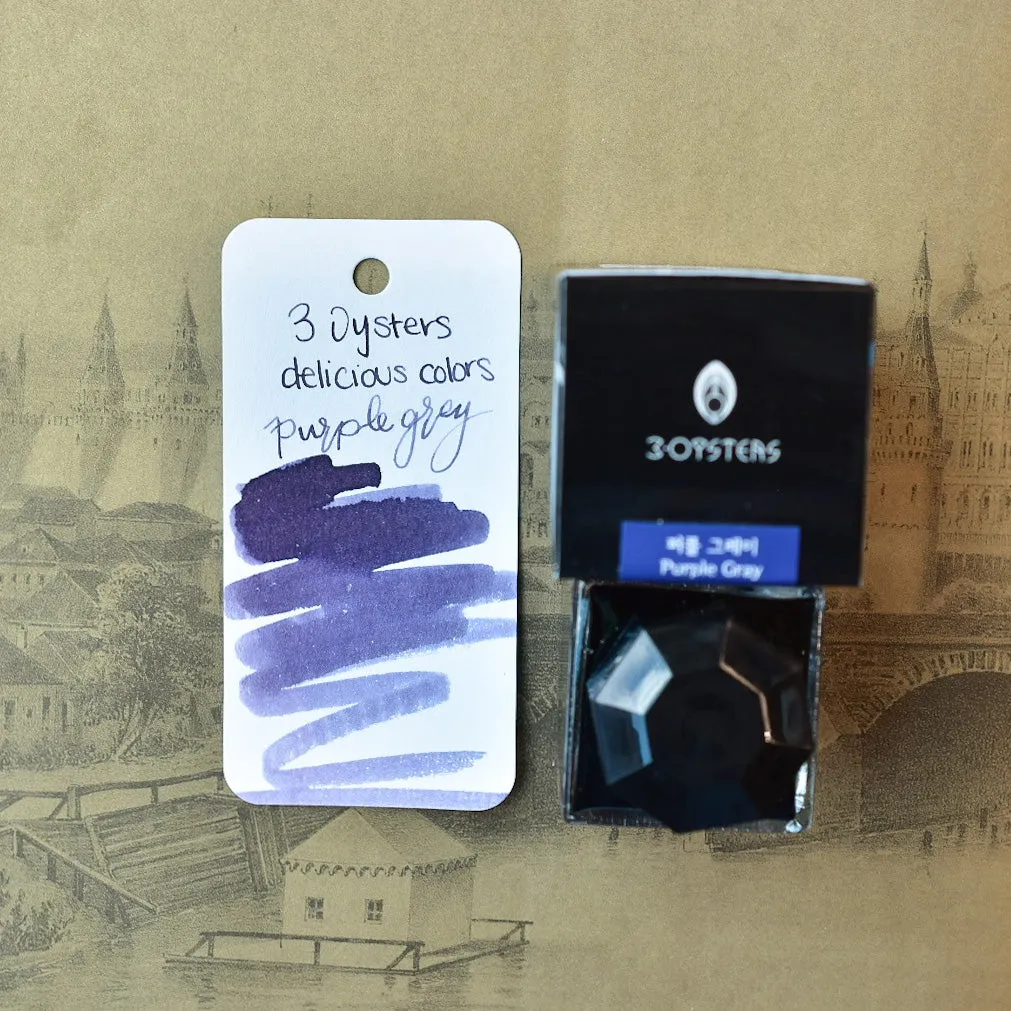 3 Oysters
delicious colors
purple grey
3·OYSTERS
퍼플 그레이
Purple Gray